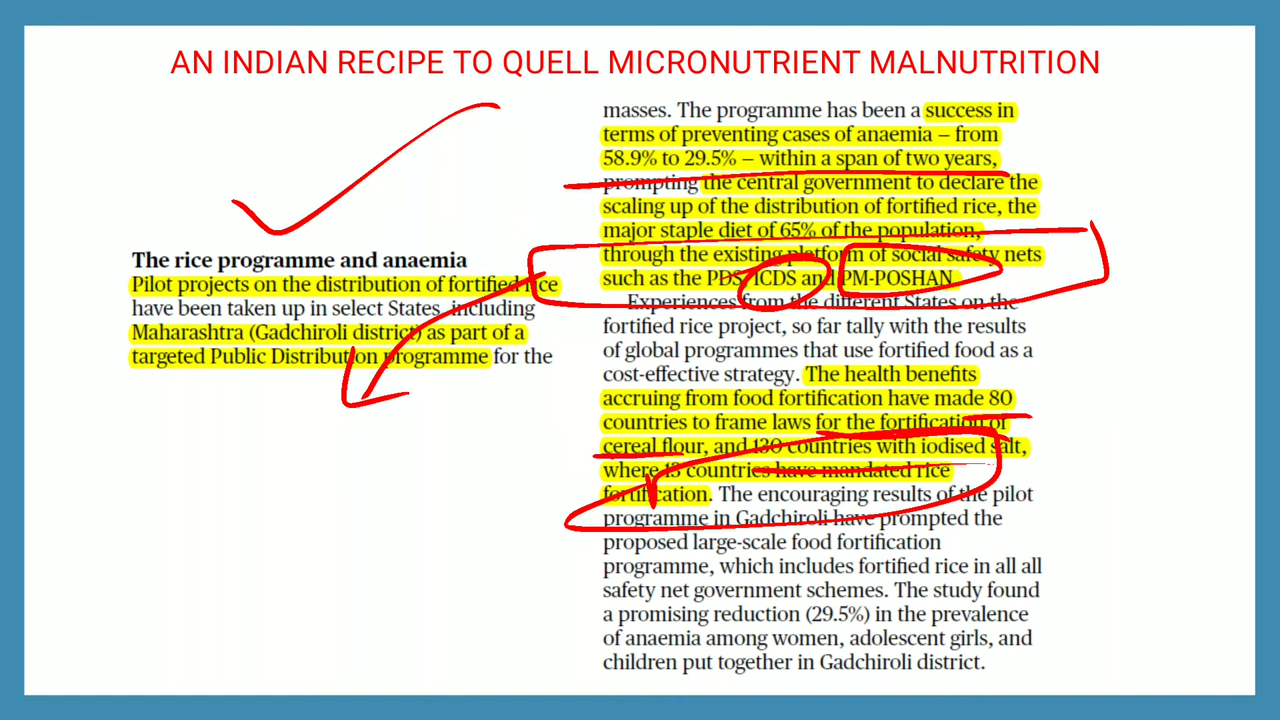 AN INDIAN RECIPE TO QUELL MICRONUTRIENT MALNUTRITION
The rice programme and anaemia
Pilot projects on the distribution of fortified rice
have been taken up in select States, including
Maharashtra (Gadchiroli district) as part of a
targeted Public Distribution programme for the
masses. The programme has been a success in
terms of preventing cases of anaemia – from
58.9% to 29.5% – within a span of two years,
prompting the central government to declare the
scaling up of the distribution of fortified rice, the
major staple diet of 65% of the population,
through the existing platform of social safety nets
such as the PDS, ICDS and PM-POSHAN.
Experiences from the different States on the
fortified rice project, so far tally with the results
of global programmes that use fortified food as a
cost-effective strategy. The health benefits
accruing from food fortification have made 80
countries to frame laws for the fortification of
cereal flour, and 130 countries with iodised salt,
where 13 countries have mandated rice
fortification. The encouraging results of the pilot
programme in Gadchiroli have prompted the
proposed large-scale food fortification
programme, which includes fortified rice in all all
safety net government schemes. The study found
a promising reduction (29.5%) in the prevalence
of anaemia among women, adolescent girls, and
children put together in Gadchiroli district.